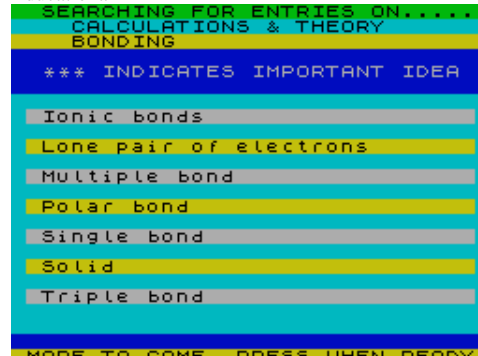 SEARCHING FOR ENTRIES ON.....
CALCULATIONS & THEORY
BONDING
*** INDICATES IMPORTANT IDEA
Ionic bonds
Lone pair of electrons
Multiple bond
Polar bond
Single bond
Solid
Triple bond
MORE TO COME PRESS WHEN READY